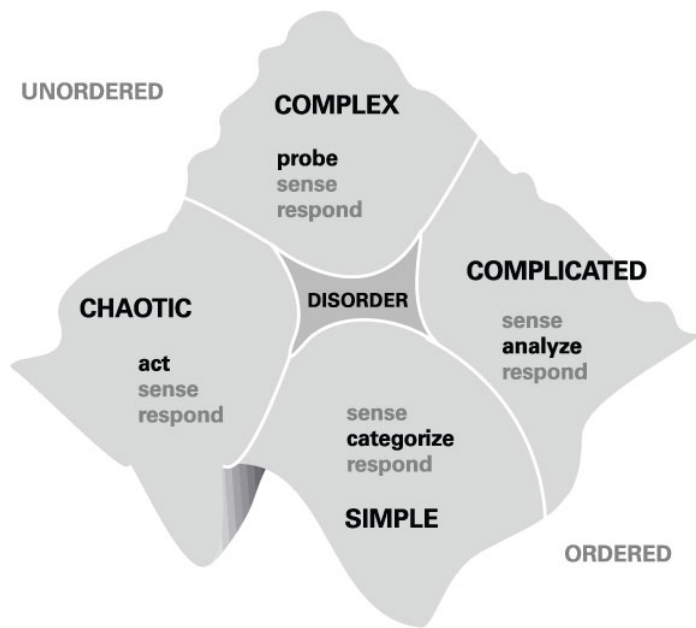 UNORDERED
COMPLEX
probe
sense
respond
COMPLICATED
sense
analyze
respond
CHAOTIC
act
sense
respond
DISORDER
sense
categorize
respond
SIMPLE
ORDERED